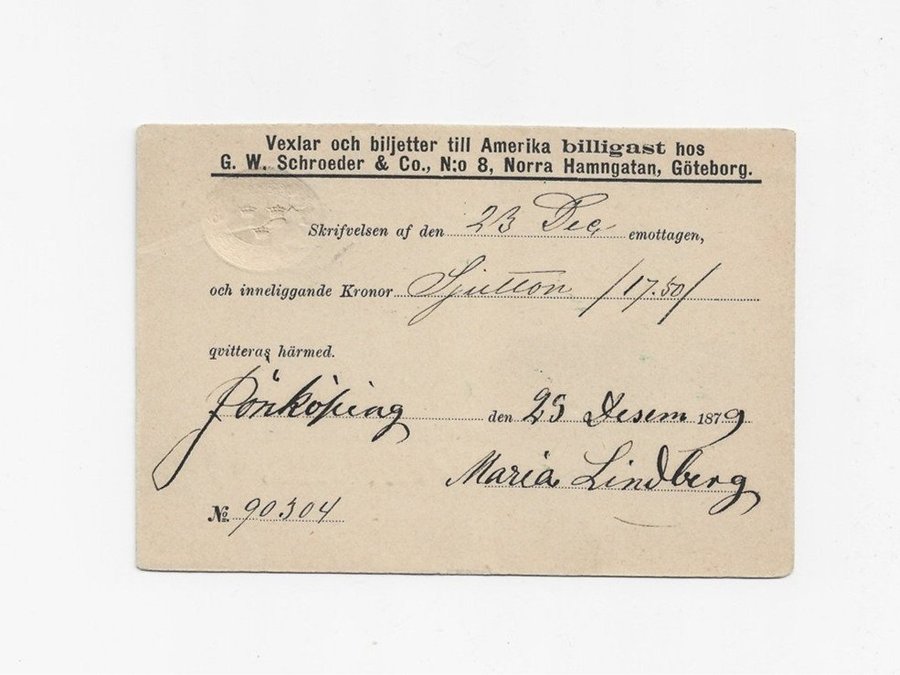 Vexlar och biljetter till Amerika billigast hos
G. W. Schroeder & Co., N:o 8, Norra Hamngatan, Göteborg.
Skrifvelsen af den 23 Dec emottagen,
och inneliggande Kronor Sjutton /17.50/
qvitteras härmed.
Jönköping den 25 Desem 1879
Maria Lindberg
No. 90304